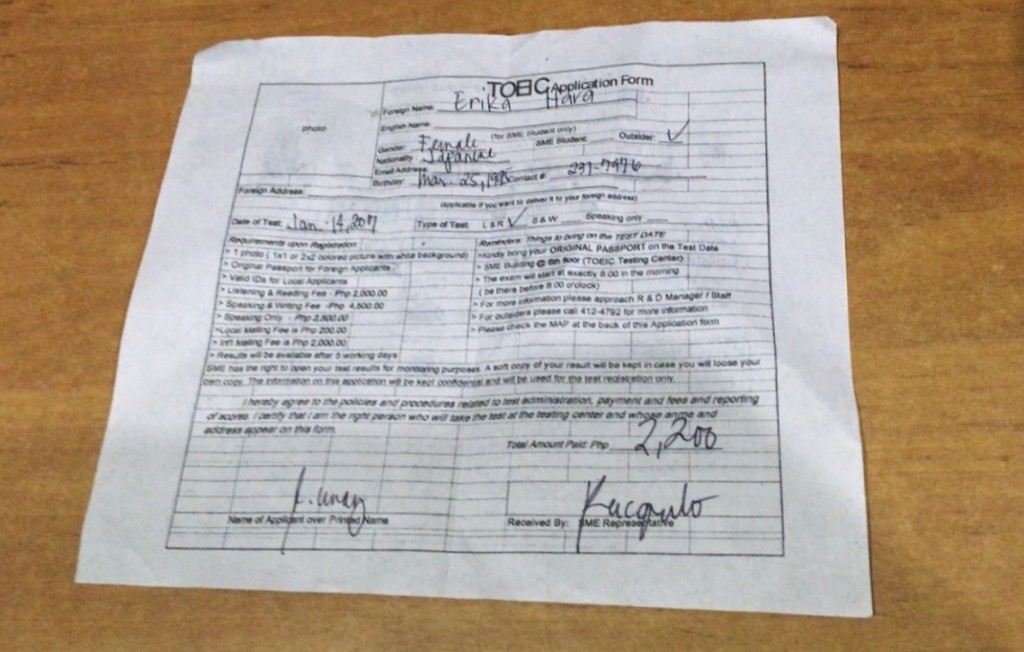 TOEIC Application Form
photo
Foreign Name: Erika Hara
English Name:
(for SME Student only)
Gender: Female SME Student: Outsider: ✓
Nationality Japanese
Email Address:
Birthday: Mar. 25, Contact #: 237-7976
Foreign Address:
(applicable if you want to deliver it to your foreign address)
Date of Test: Jan. 14, Type of Test: L & R ✓ S & W Speaking only
Requirements upon Registration:
> 1 photo ( 1x1 or 2x2 colored picture with white background)
> Original Passport for Foreign Applicants
> Valid IDs for Local Applicants
> Listening & Reading Fee - Php 2,000.00
> Speaking & Writing Fee -Php 4,500.00
> Speaking Only - Php
>Local Mailing Fee is Php 200.00
> Int'l Mailing Fee is Php 2,000.00
> Results will be available after 5 working days
Reminders: Things to bring on the TEST DATE
>Kindly bring your ORIGINAL PASSPORT on the Test Date
> SME Building @ 6th floor (TOEIC Testing Center)
> The exam will start at exactly 8:00 in the morning
( be there before 8:00 o'clock)
> For more information please approach R & D Manager / Staff
> For outsiders please call 412-4792 for more information
>Please check the MAP at the back of this Application form
SME has the right to open your test results for monitoring purposes. A soft copy of your result will be kept in case you will loose your
own copy. The information on this application will be kept confidential and will be used for the test registration only.
I hereby agree to the policies and procedures related to test administration, payment and fees and reporting
of scores. I certify that I am the right person who will take the test at the testing center and whose anme and
address appear on this form.
Total Amount Paid: Php 2,200
Name of Applicant over Printed Name
Received By: SME Representative